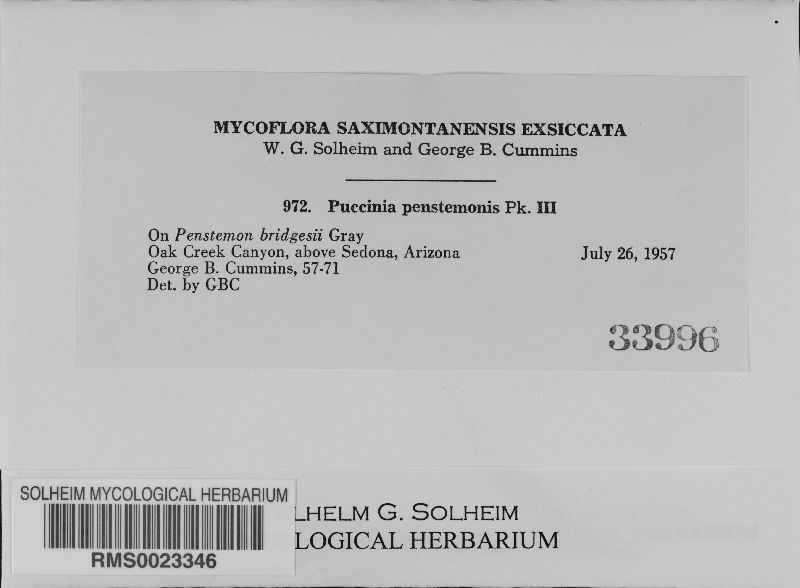 MYCOFLORA SAXIMONTANENSIS EXSICCATA
W. G. Solheim and George B. Cummins
972. Puccinia penstemonis Pk. III
On Penstemon bridgesii Gray
Oak Creek Canyon, above Sedona, Arizona July 26, 1957
George B. Cummins, 57-71
Det. by GBC
33996
SOLHEIM MYCOLOGICAL HERBARIUM
RMS0023346
LHELM G. SOLHEIM
LOGICAL HERBARIUM